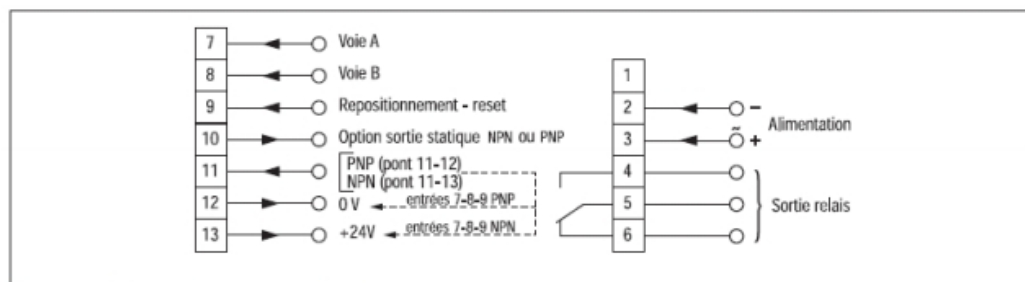 7 Voie A
8 Voie B
9 Repositionnement - reset
10 Option sortie statique NPN ou PNP
11 PNP (pont 11-12)
NPN (pont 11-13)
12 0V entrées 7-8-9 PNP
13 +24V entrées 7-8-9 NPN
1
2 −
3 ~ +
Alimentation
4
5 Sortie relais
6